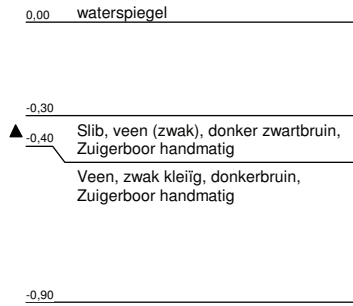 0,00 waterspiegel
-0,30
Slib, veen (zwak), donker zwartbruin,
-0,40 Zuigerboor handmatig
Veen, zwak kleiïg, donkerbruin,
Zuigerboor handmatig
-0,90